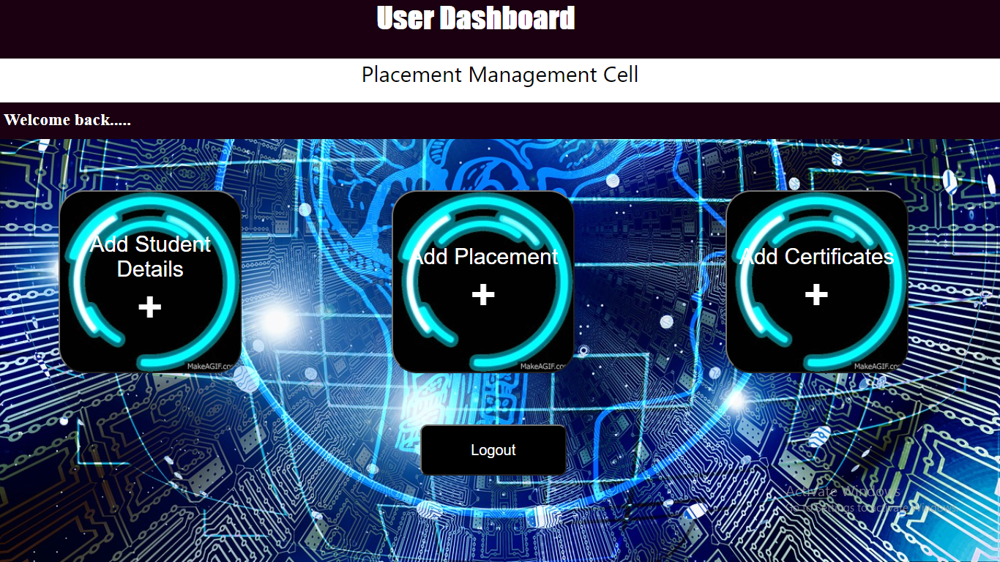 User Dashboard
Placement Management Cell
Welcome back.....
Add Student
Details
+
Add Placement
+
Add Certificates
+
MakeAGIF.co
MakeAGIF.co
MakeAGIF.co
Logout
Activate Windows
Go to Settings to activate Windows.